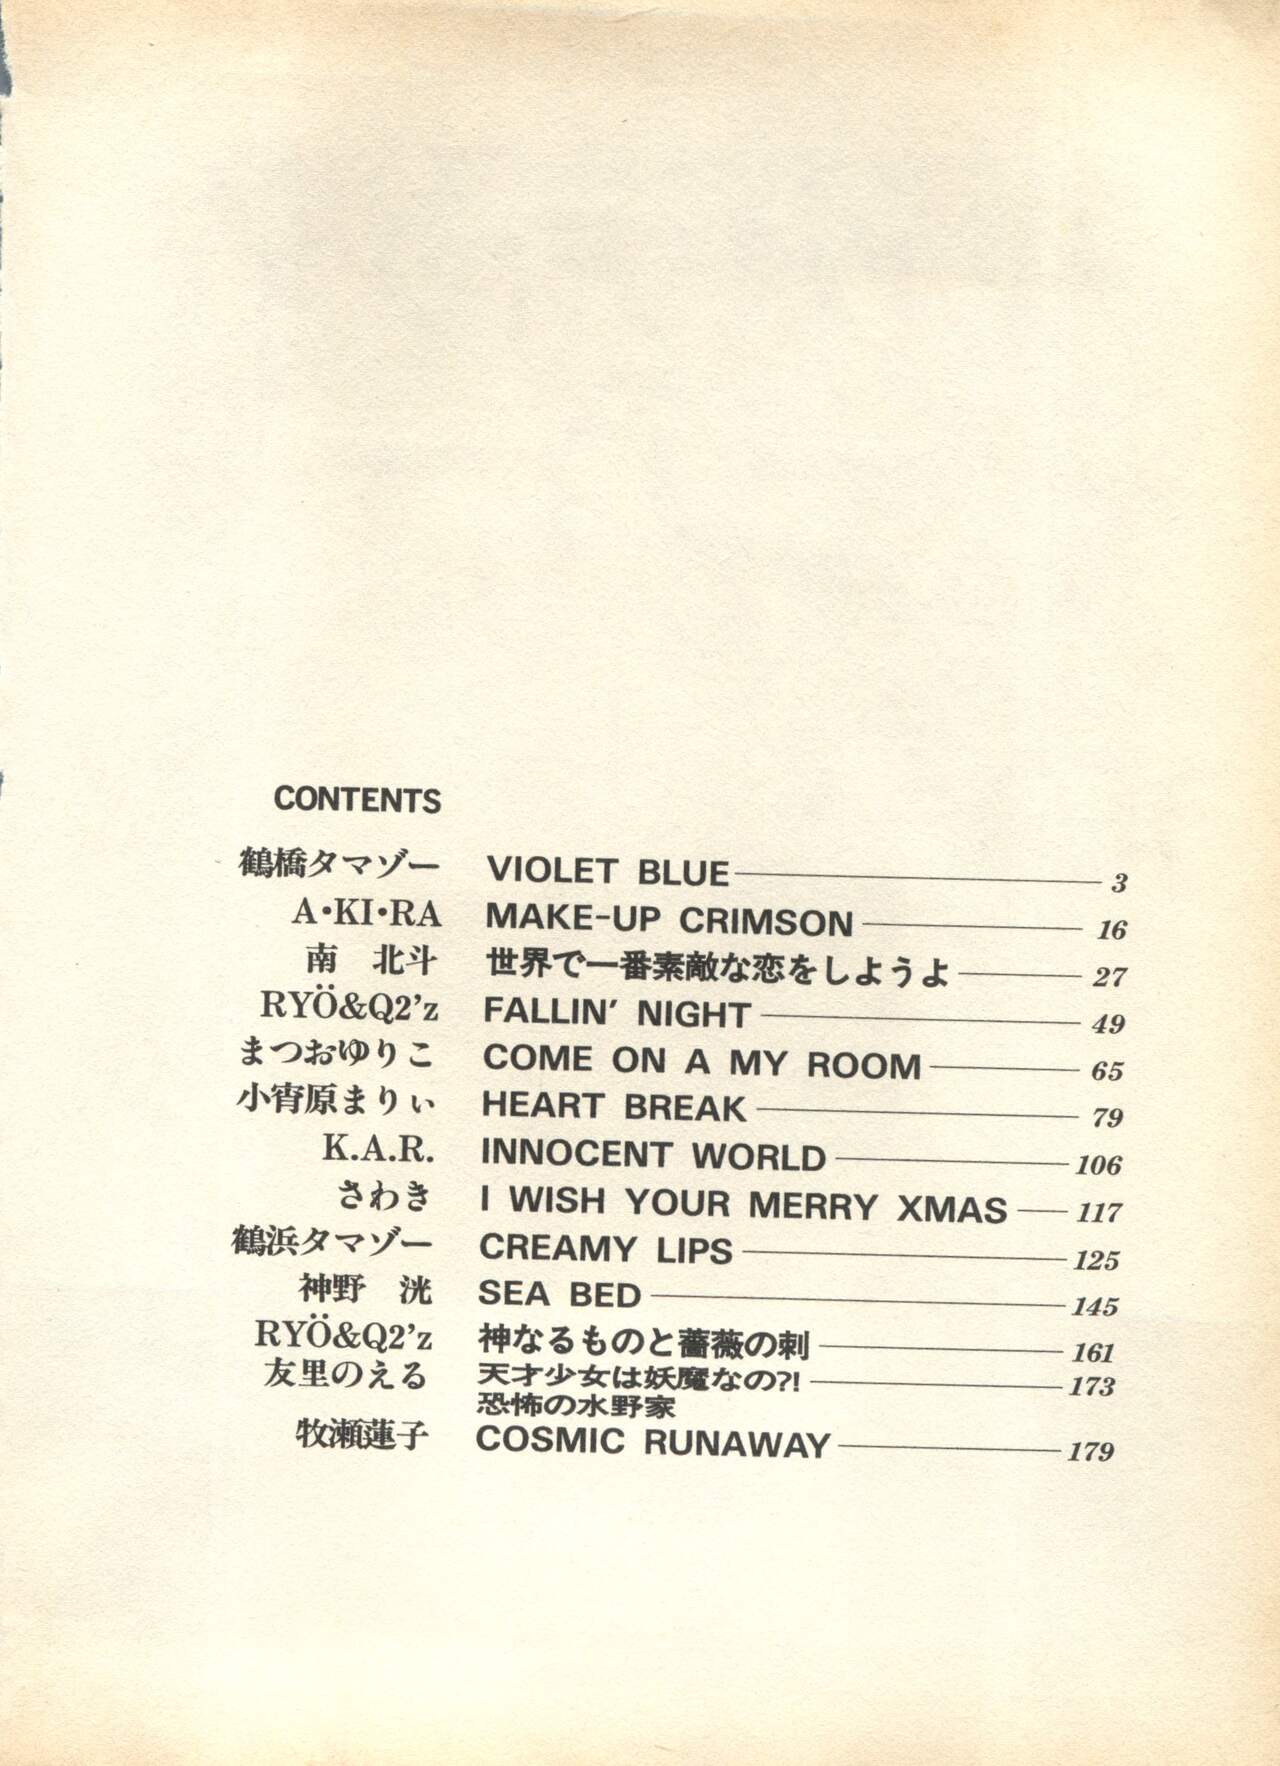 CONTENTS
鶴橋タマゾー VIOLET BLUE 3
A・KI・RA MAKE-UP CRIMSON 16
南 北斗 世界で一番素敵な恋をしようよ 27
RYÖ&Q2'z FALLIN' NIGHT 49
まつおゆりこ COME ON A MY ROOM 65
小宵原まりぃ HEART BREAK 79
K.A.R. INNOCENT WORLD 106
さわき I WISH YOUR MERRY XMAS 117
鶴浜タマゾー CREAMY LIPS 125
神野 洸 SEA BED 145
RYÖ&Q2'z 神なるものと薔薇の刺 161
友里のえる 天才少女は妖魔なの?! 173
恐怖の水野家
牧瀬蓮子 COSMIC RUNAWAY 179